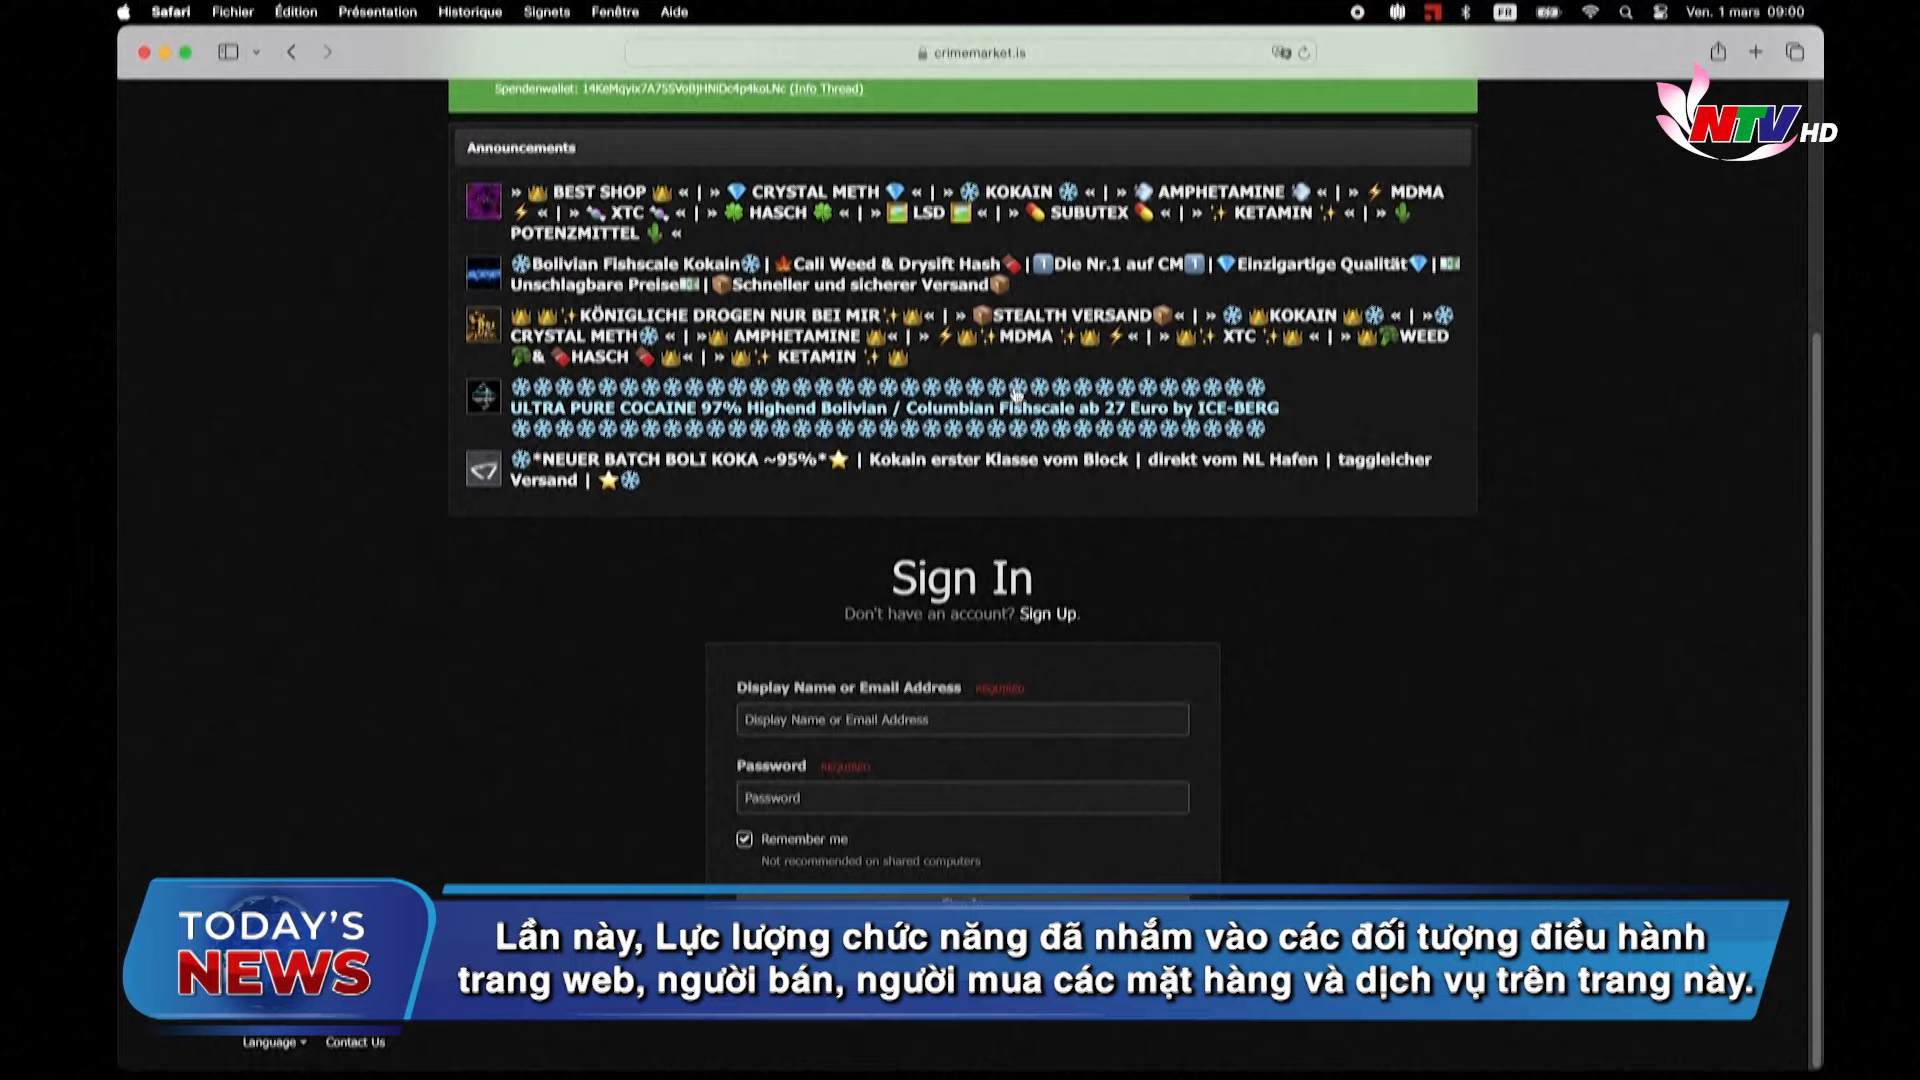 Safari Fichier Édition Présentation Historique Signets Fenêtre Aide FR Ven. 1 mars 09:00
crimemarket.is
(Info Thread)
NTV HD
Announcements
» 👑 BEST SHOP 👑 « | » 💎 CRYSTAL METH 💎 « | » ❄ KOKAIN ❄ « | » 💨 AMPHETAMINE 💨 « | » ⚡ MDMA
⚡ « | » 🍬 XTC 🍬 « | » 🍀 HASCH 🍀 « | » 🖼 LSD 🖼 « | » 💊 SUBUTEX 💊 « | » ✨ KETAMIN ✨ « | » 🌵
POTENZMITTEL 🌵 «
❄Bolivian Fishscale Kokain❄ | 🍁Cali Weed & Drysift Hash🍫 |1️⃣Die Nr.1 auf CM1️⃣|💎Einzigartige Qualität💎|💵
Unschlagbare Preise💵|📦Schneller und sicherer Versand📦
👑 👑✨KÖNIGLICHE DROGEN NUR BEI MIR✨👑« | » 📦STEALTH VERSAND📦« | » ❄ 👑KOKAIN 👑❄ « | »❄
CRYSTAL METH❄ « | »👑 AMPHETAMINE 👑« | » ⚡👑✨MDMA ✨👑 ⚡« | » 👑✨ XTC ✨👑 « | » 👑🥦WEED
🥦& 🍫HASCH 🍫 👑« | » 👑✨ KETAMIN ✨ 👑
ULTRA PURE COCAINE 97% Highend Bolivian / Columbian Fishscale ab 27 Euro by ICE-BERG
❄*NEUER BATCH BOLI KOKA ~95%*⭐ | Kokain erster Klasse vom Block | direkt vom NL Hafen | taggleicher
Versand | ⭐❄
Sign In
Don't have an account? Sign Up.
Display Name or Email Address REQUIRED
Display Name or Email Address
Password REQUIRED
Password
Remember me
Not recommended on shared computers
TODAY'S
NEWS
Lần này, Lực lượng chức năng đã nhắm vào các đối tượng điều hành
trang web, người bán, người mua các mặt hàng và dịch vụ trên trang này.
Language Contact Us